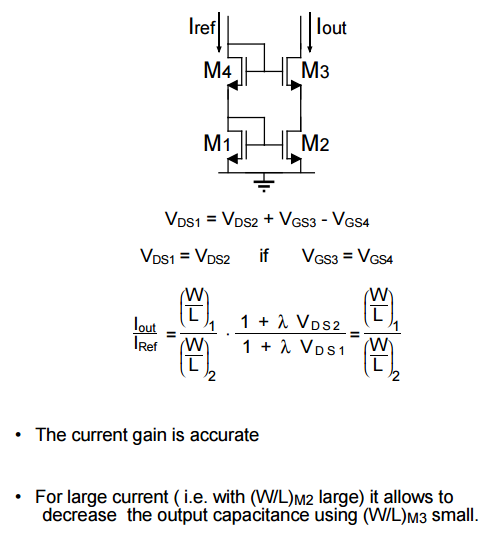 Iref Iout
M4 M3
M1 M2
VDS1 = VDS2 + VGS3 - VGS4
VDS1 = VDS2 if VGS3 = VGS4
Iout/IRef = (W/L)1/(W/L)2 · (1 + λ VDS2)/(1 + λ VDS1) = (W/L)1/(W/L)2
• The current gain is accurate
• For large current ( i.e. with (W/L)M2 large) it allows to
decrease the output capacitance using (W/L)M3 small.